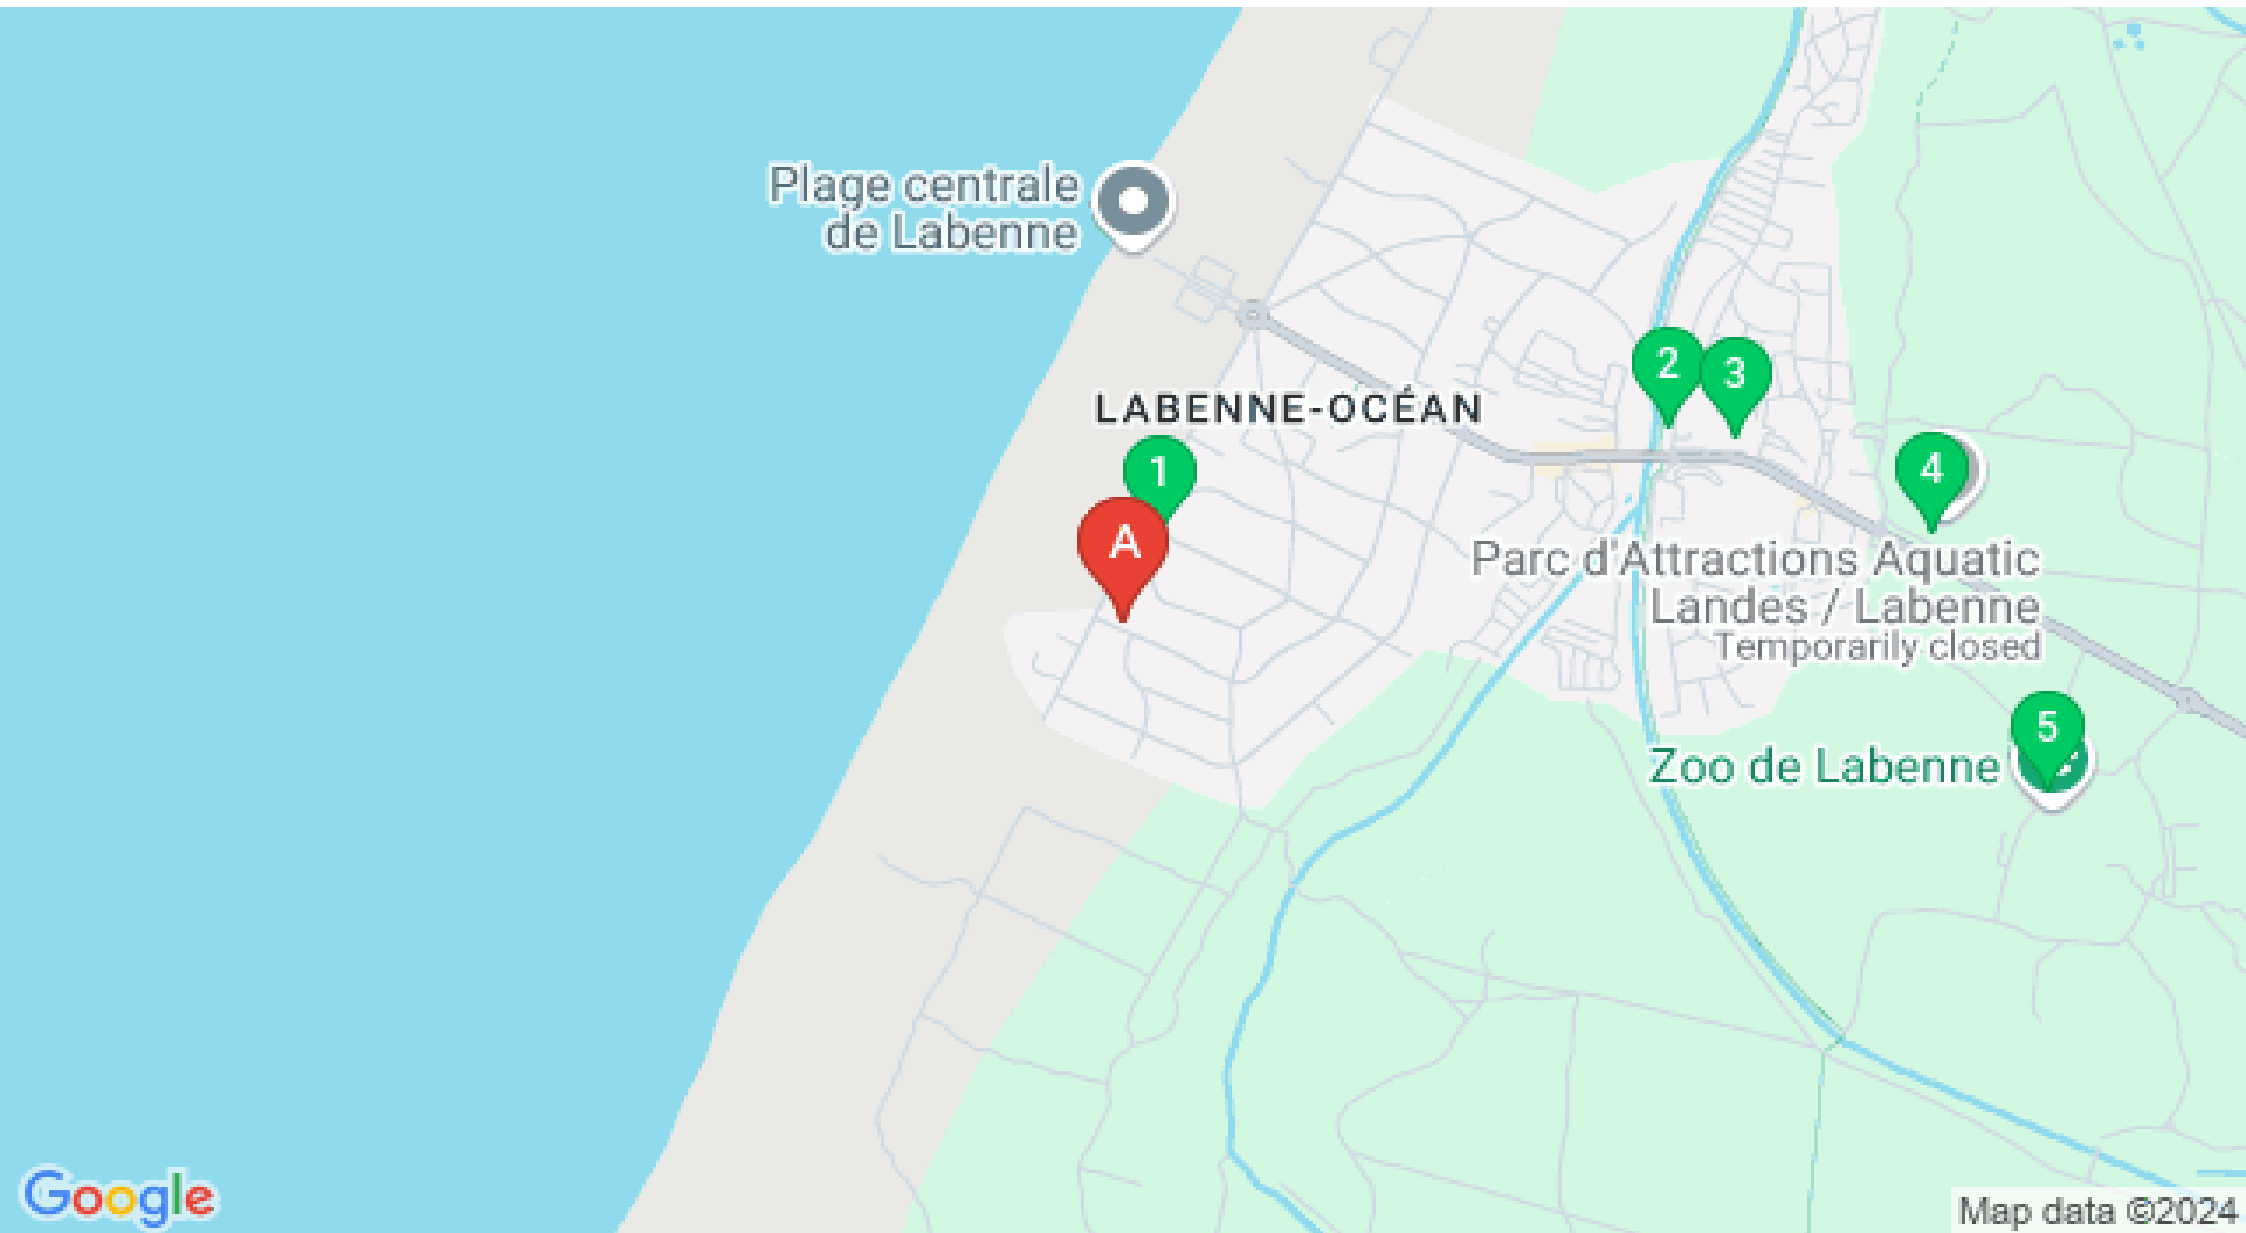 Plage centrale
de Labenne
2
3
LABENNE-OCÉAN
1
4
A
Parc d'Attractions Aquatic
Landes / Labenne
Temporarily closed
5
Zoo de Labenne
Google
Map data ©2024